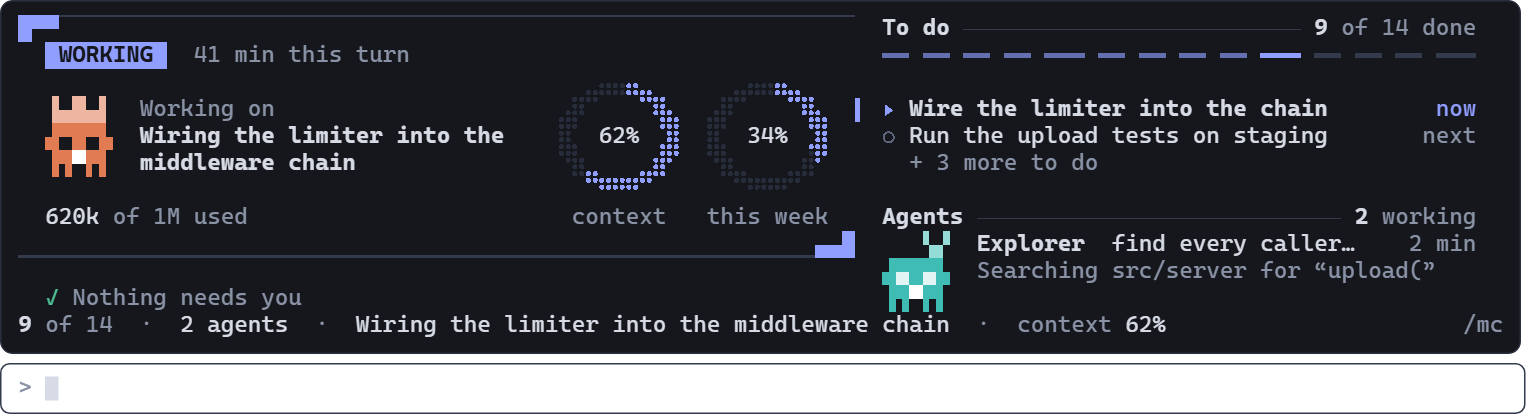 WORKING 41 min this turn
Working on
Wiring the limiter into the
middleware chain
62%
34%
620k of 1M used
context
this week
✓ Nothing needs you
To do 9 of 14 done
▸ Wire the limiter into the chain now
○ Run the upload tests on staging next
+ 3 more to do
Agents 2 working
Explorer find every caller… 2 min
Searching src/server for “upload(”
9 of 14 · 2 agents · Wiring the limiter into the middleware chain · context 62% /mc
>